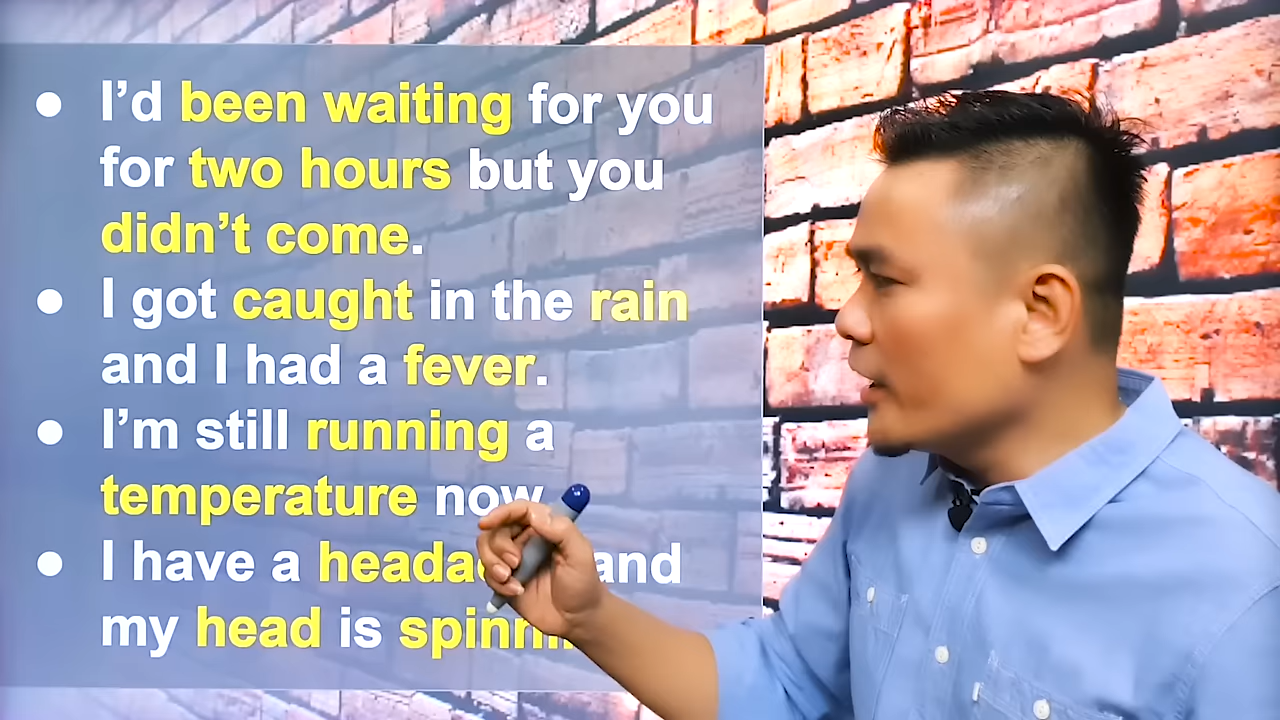 • I’d been waiting for you
for two hours but you
didn’t come.
• I got caught in the rain
and I had a fever.
• I’m still running a
temperature now
• I have a and
my head is